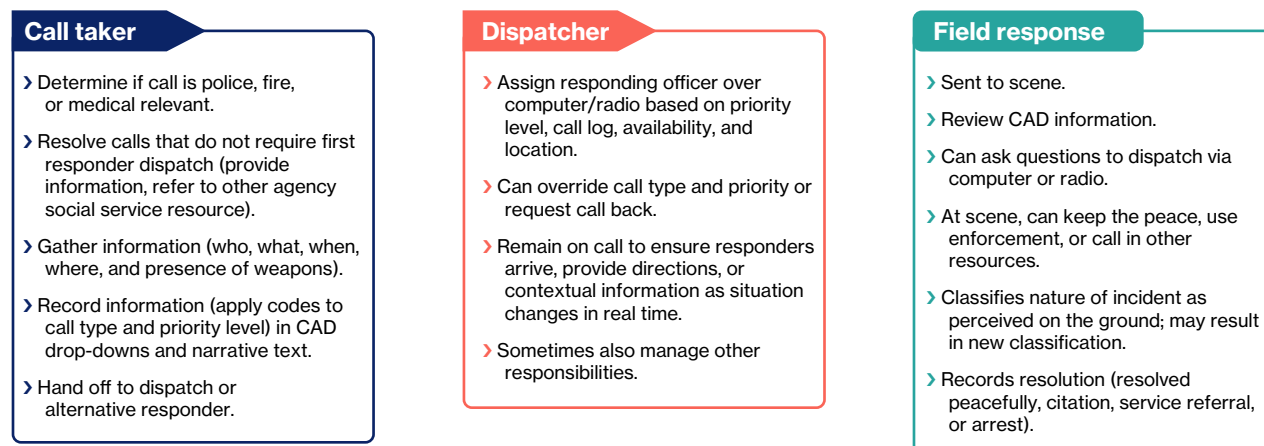 Call taker
› Determine if call is police, fire,
or medical relevant.
› Resolve calls that do not require first
responder dispatch (provide
information, refer to other agency
social service resource).
› Gather information (who, what, when,
where, and presence of weapons).
› Record information (apply codes to
call type and priority level) in CAD
drop-downs and narrative text.
› Hand off to dispatch or
alternative responder.
Dispatcher
› Assign responding officer over
computer/radio based on priority
level, call log, availability, and
location.
› Can override call type and priority or
request call back.
› Remain on call to ensure responders
arrive, provide directions, or
contextual information as situation
changes in real time.
› Sometimes also manage other
responsibilities.
Field response
› Sent to scene.
› Review CAD information.
› Can ask questions to dispatch via
computer or radio.
› At scene, can keep the peace, use
enforcement, or call in other
resources.
› Classifies nature of incident as
perceived on the ground; may result
in new classification.
› Records resolution (resolved
peacefully, citation, service referral,
or arrest).